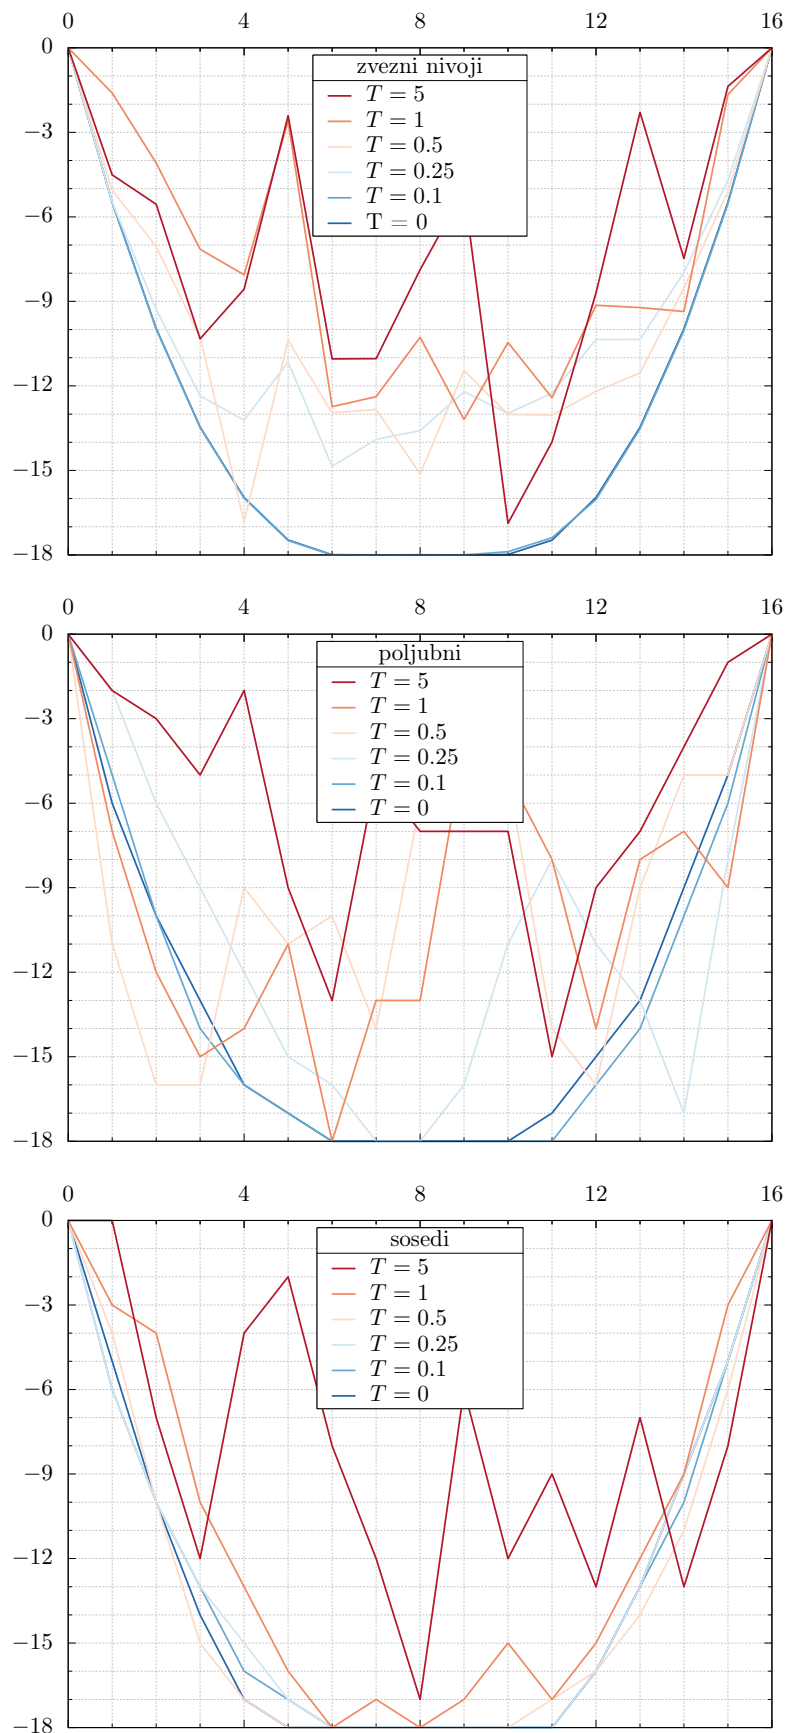 0 4 8 12 16
0
−3
−6
−9
−12
−15
−18
zvezni nivoji
T = 5
T = 1
T = 0.5
T = 0.25
T = 0.1
T = 0
0 4 8 12 16
0
−3
−6
−9
−12
−15
−18
poljubni
T = 5
T = 1
T = 0.5
T = 0.25
T = 0.1
T = 0
0 4 8 12 16
0
−3
−6
−9
−12
−15
−18
sosedi
T = 5
T = 1
T = 0.5
T = 0.25
T = 0.1
T = 0